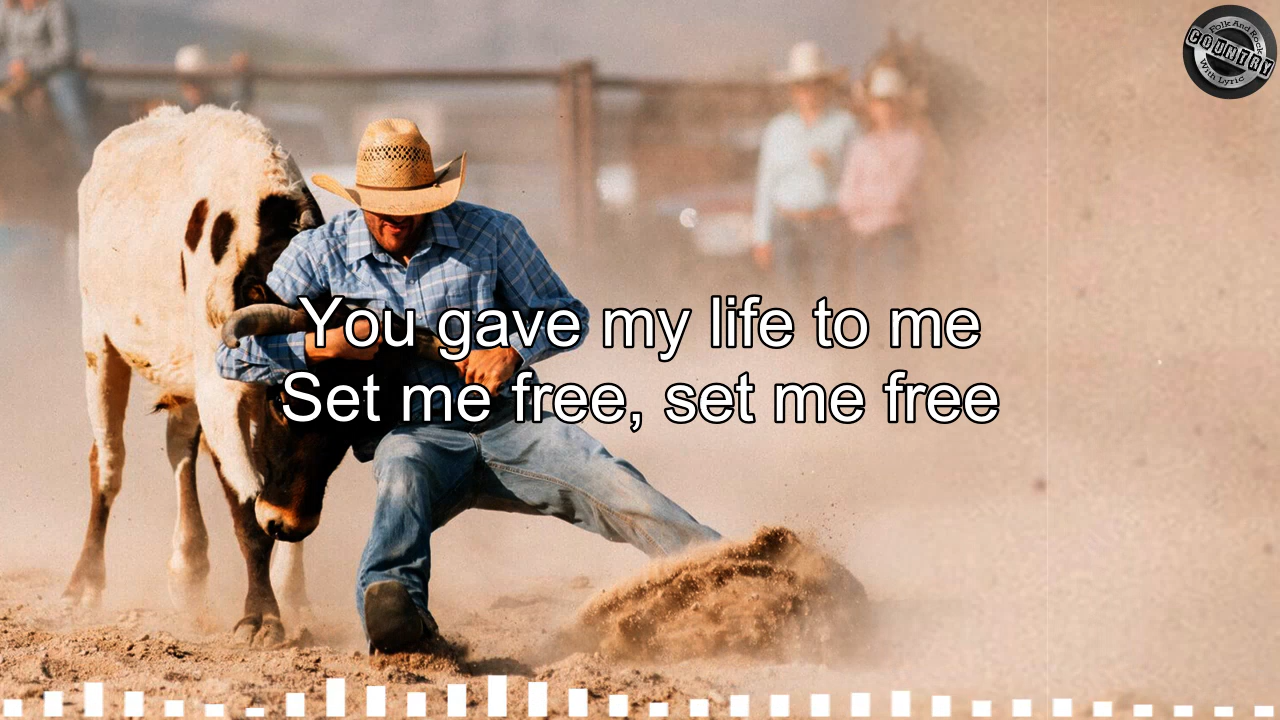 Folk And Rock
COUNTRY
With Lyric
You gave my life to me
Set me free, set me free